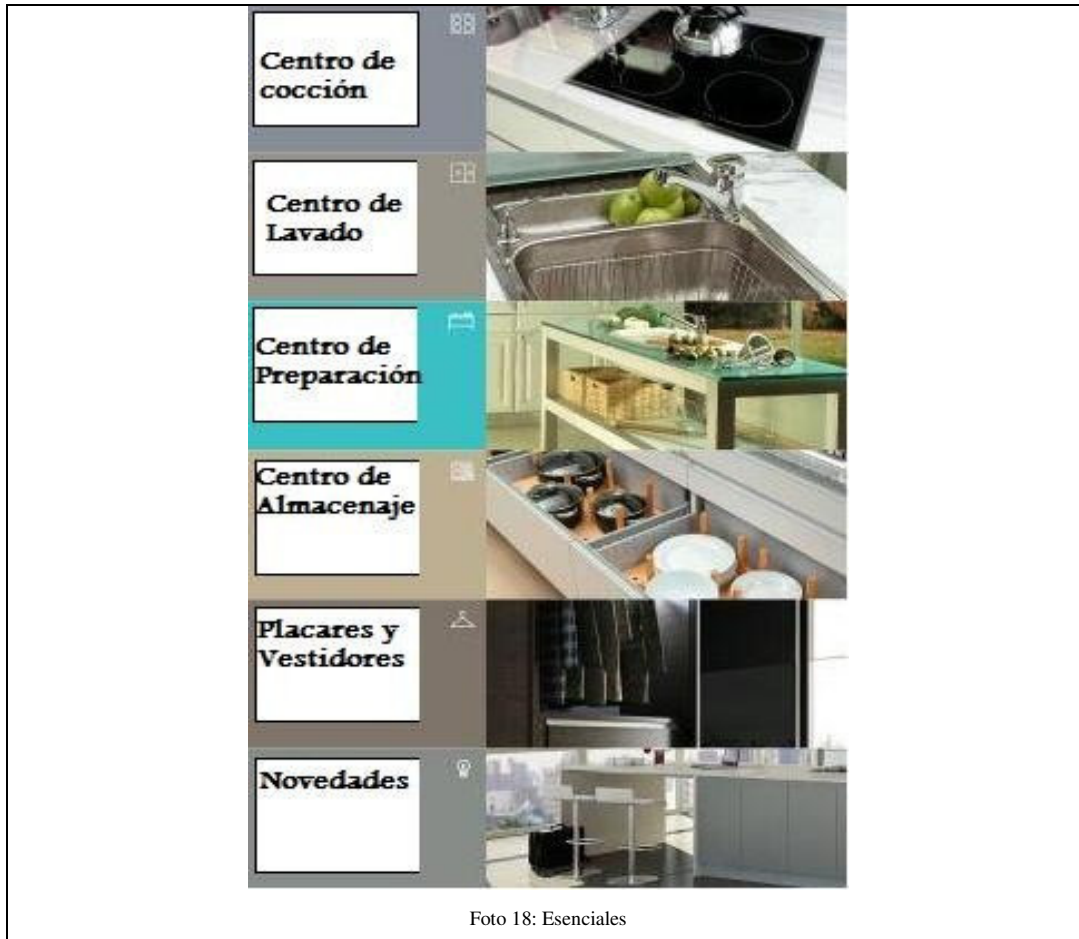 Centro de
cocción
Centro de
Lavado
Centro de
Preparación
Centro de
Almacenaje
Placares y
Vestidores
Novedades
Foto 18: Esenciales